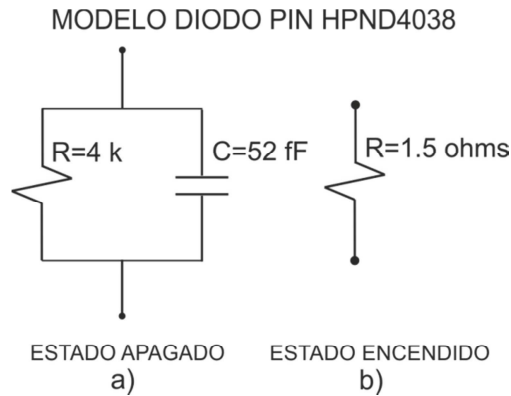 MODELO DIODO PIN HPND4038
R=4 k
C=52 fF
R=1.5 ohms
ESTADO APAGADO
ESTADO ENCENDIDO
a)
b)